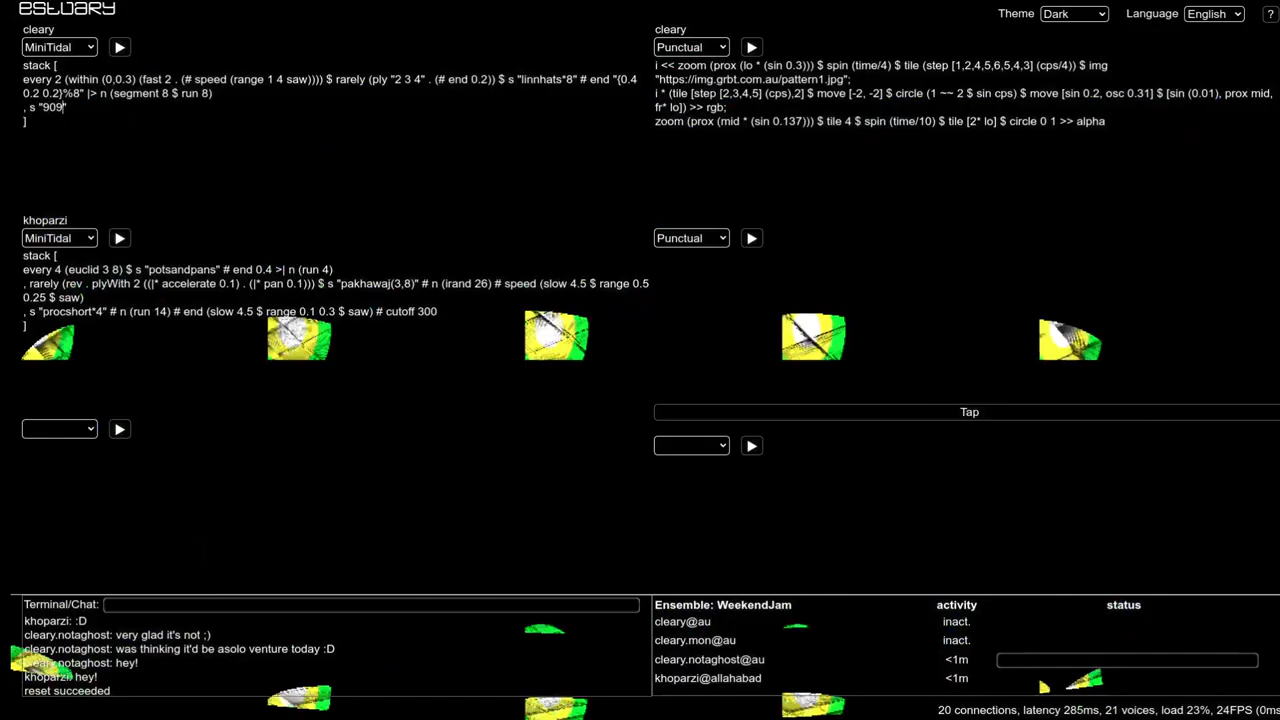 estuary
Theme Dark Language English ?
cleary
MiniTidal
stack [
every 2 (within (0,0.3) (fast 2 . (# speed (range 1 4 saw)))) $ rarely (ply "2 3 4" . (# end 0.2)) $ s "linnhats*8" # end "{0.4
0.2 0.2}%8" |> n (segment 8 $ run 8)
, s "909"
]
cleary
Punctual
i << zoom (prox (lo * (sin 0.3))) $ spin (time/4) $ tile (step [1,2,4,5,6,5,4,3] (cps/4)) $ img
"https://img.grbt.com.au/pattern1.jpg";
i * (tile [step [2,3,4,5] (cps),2] $ move [-2, -2] $ circle (1 ~~ 2 $ sin cps) $ move [sin 0.2, osc 0.31] $ [sin (0.01), prox mid,
fr* lo]) >> rgb;
zoom (prox (mid * (sin 0.137))) $ tile 4 $ spin (time/10) $ tile [2* lo] $ circle 0 1 >> alpha
khoparzi
MiniTidal
stack [
every 4 (euclid 3 8) $ s "potsandpans" # end 0.4 >| n (run 4)
, rarely (rev . plyWith 2 ((|* accelerate 0.1) . (|* pan 0.1))) $ s "pakhawaj(3,8)" # n (irand 26) # speed (slow 4.5 $ range 0.5
0.25 $ saw)
, s "procshort*4" # n (run 14) # end (slow 4.5 $ range 0.1 0.3 $ saw) # cutoff 300
]
Punctual
Tap
Terminal/Chat:
khoparzi: :D
cleary.notaghost: very glad it's not ;)
cleary.notaghost: was thinking it'd be asolo venture today :D
cleary.notaghost: hey!
khoparzi: hey!
reset succeeded
Ensemble: WeekendJam activity status
cleary@au inact.
cleary.mon@au inact.
cleary.notaghost@au <1m
khoparzi@allahabad <1m
20 connections, latency 285ms, 21 voices, load 23%, 24FPS (0ms